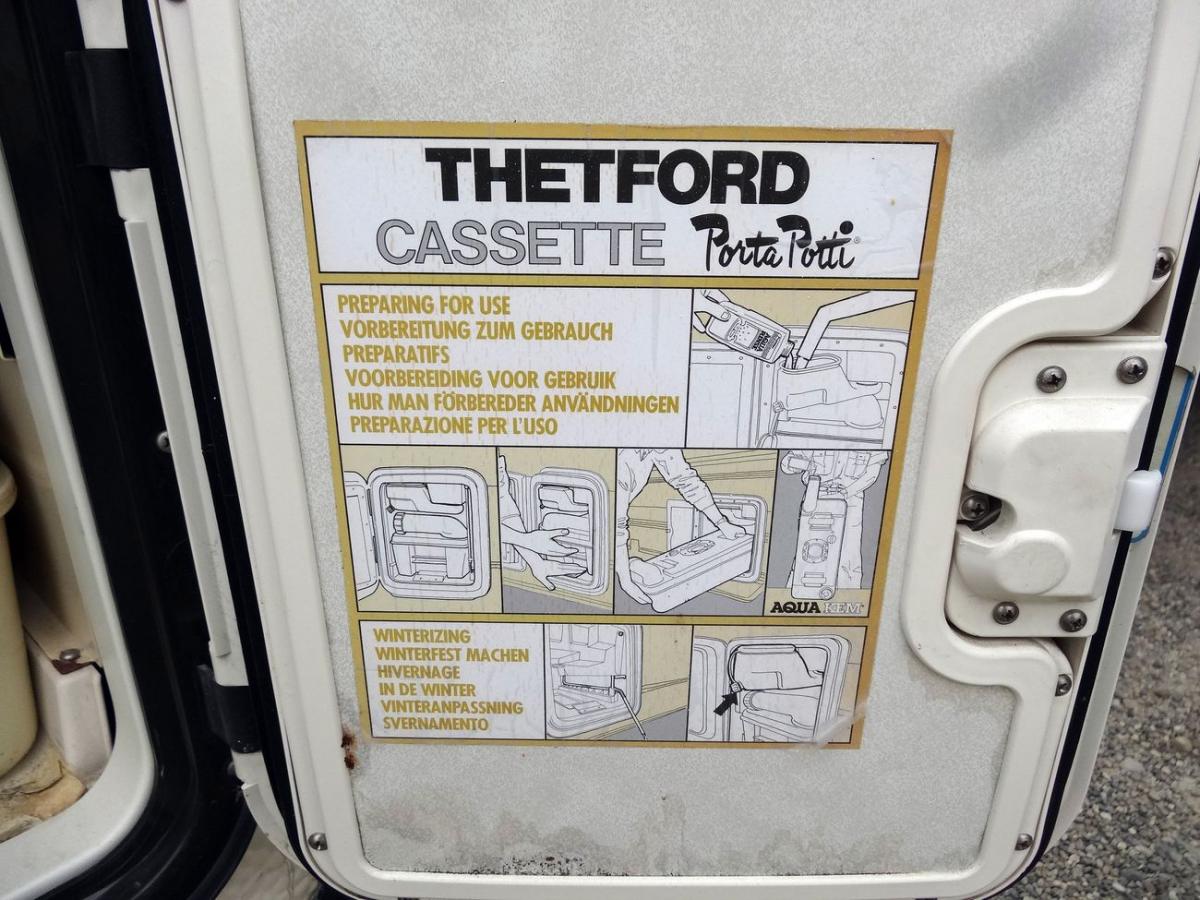 THETFORD
CASSETTE Porta Potti®
PREPARING FOR USE
VORBEREITUNG ZUM GEBRAUCH
PREPARATIFS
VOORBEREIDING VOOR GEBRUIK
HUR MAN FÖRBEREDER ANVÄNDNINGEN
PREPARAZIONE PER L'USO
AQUA KEM
WINTERIZING
WINTERFEST MACHEN
HIVERNAGE
IN DE WINTER
VINTERANPASSNING
SVERNAMENTO